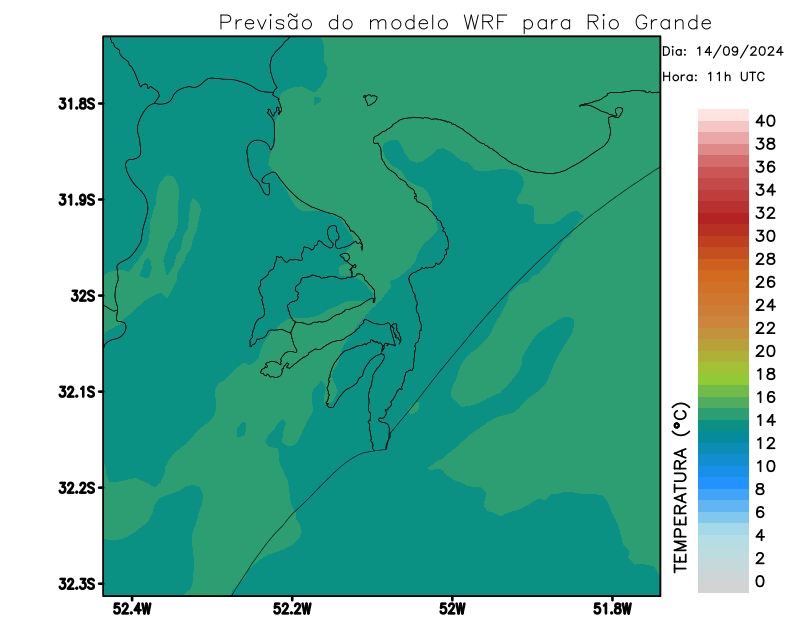 Previsão do modelo WRF para Rio Grande
Dia: 14/09/2024
Hora: 11h UTC
31.8S
31.9S
32S
32.1S
32.2S
32.3S
52.4W
52.2W
52W
51.8W
TEMPERATURA (ºC)
40
38
36
34
32
30
28
26
24
22
20
18
16
14
12
10
8
6
4
2
0